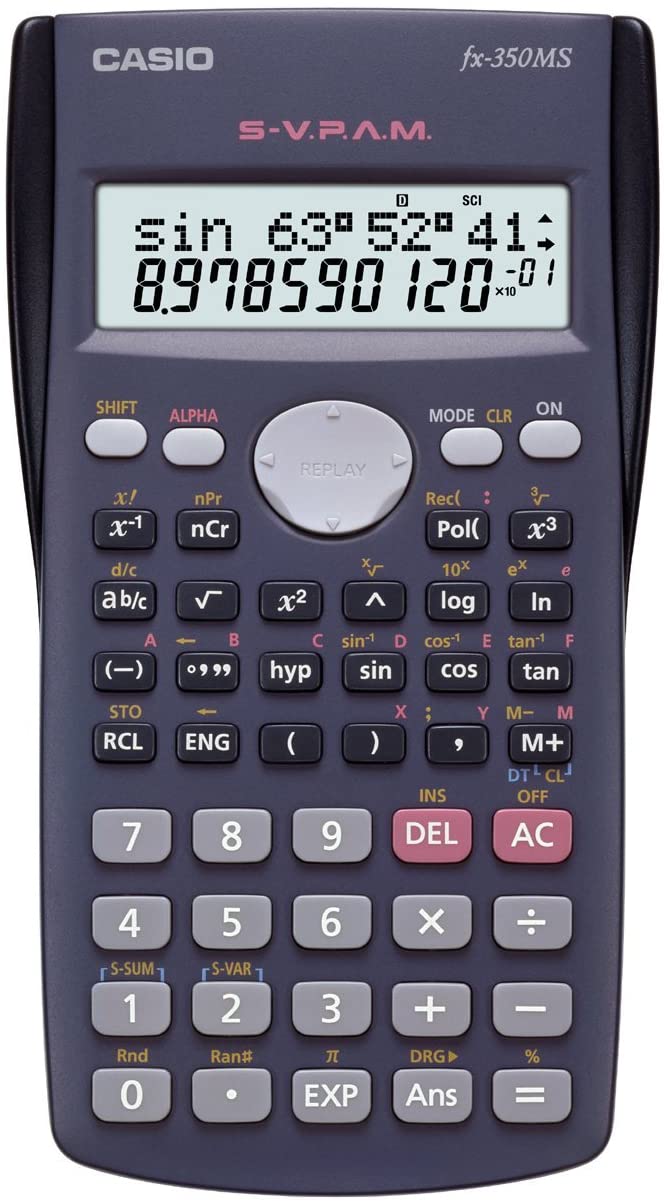 CASIO fx-350MS
S-V.P.A.M.
D SCI
sin 63°52°41
8.978590120×10-01
SHIFT ALPHA MODE CLR ON
REPLAY
x! nPr Rec( : ³√
x-1 nCr Pol( x³
d/c x√ 10x ex e
a b/c √ x² ^ log ln
A ← B C sin-1 D cos-1 E tan-1 F
(−) °,,, hyp sin cos tan
STO ← X ; Y M− M
RCL ENG ( ) , M+
DT CL
INS OFF
7 8 9 DEL AC
4 5 6 × ÷
S-SUM S-VAR
1 2 3 + −
Rnd Ran# π DRG▶ %
0 · EXP Ans =